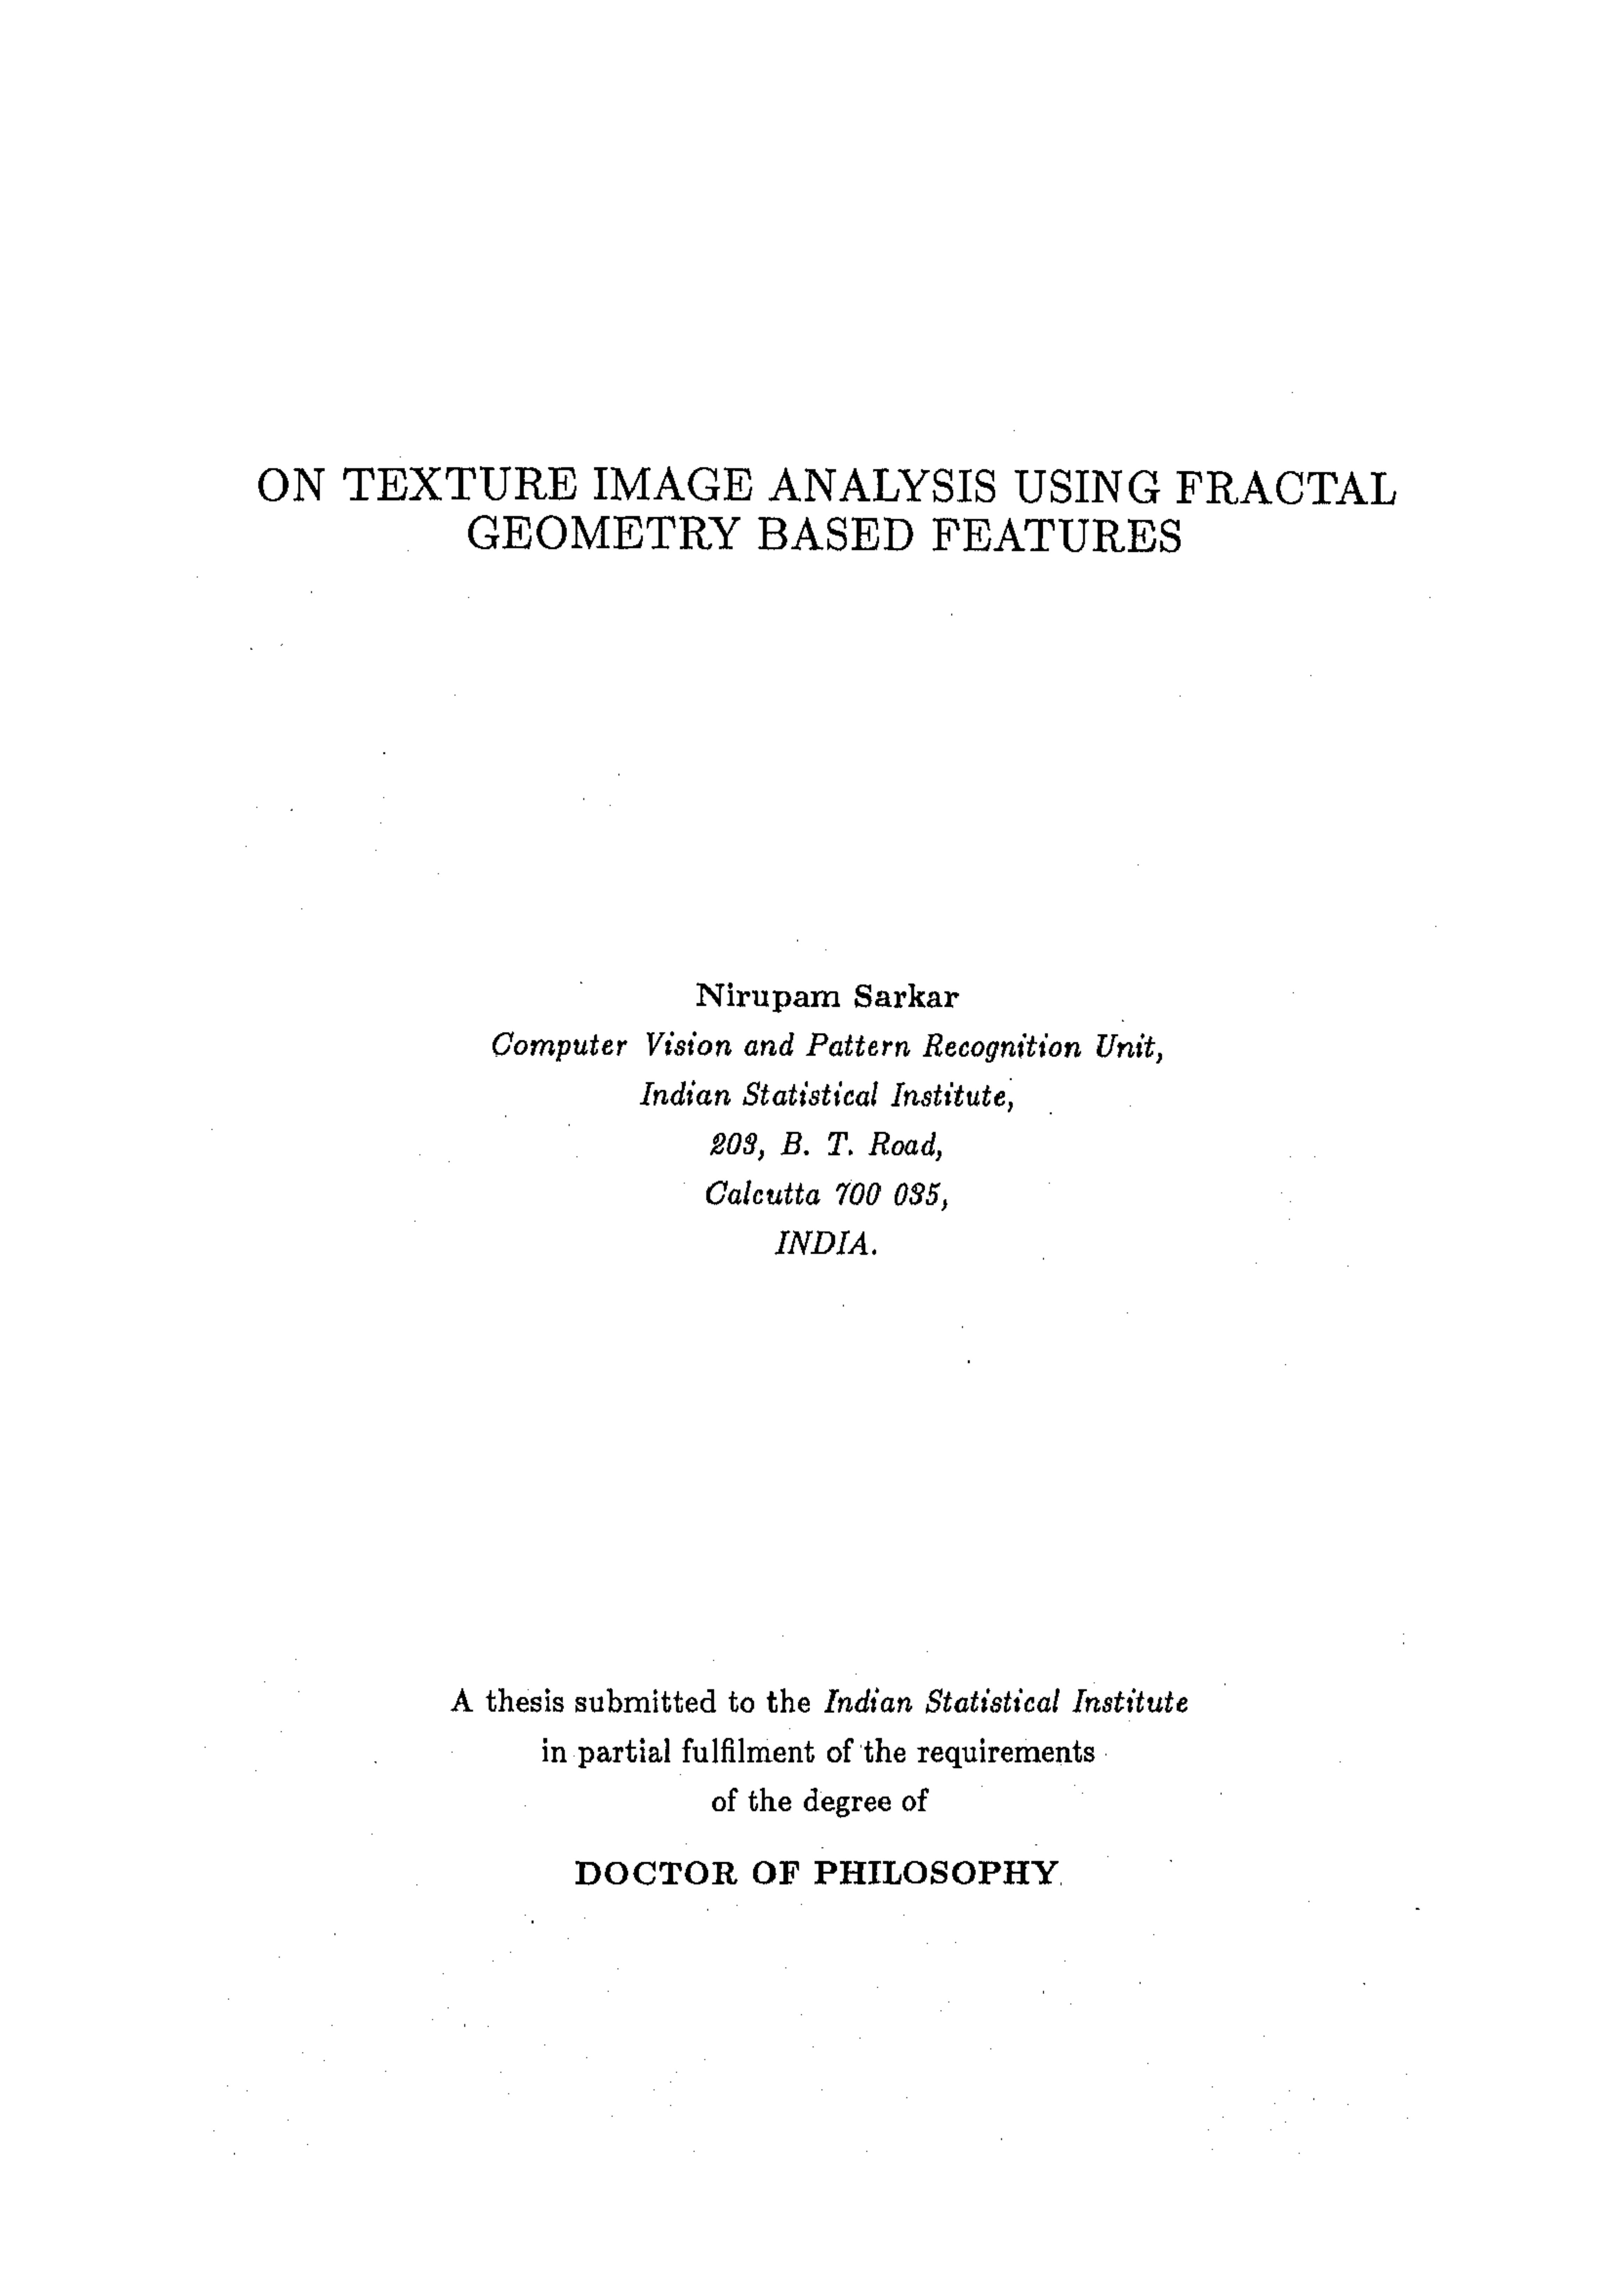 ON TEXTURE IMAGE ANALYSIS USING FRACTAL
GEOMETRY BASED FEATURES
Nirupam Sarkar
Computer Vision and Pattern Recognition Unit,
Indian Statistical Institute,
203, B. T. Road,
Calcutta 700 035,
INDIA.
A thesis submitted to the Indian Statistical Institute
in partial fulfilment of the requirements
of the degree of
DOCTOR OF PHILOSOPHY